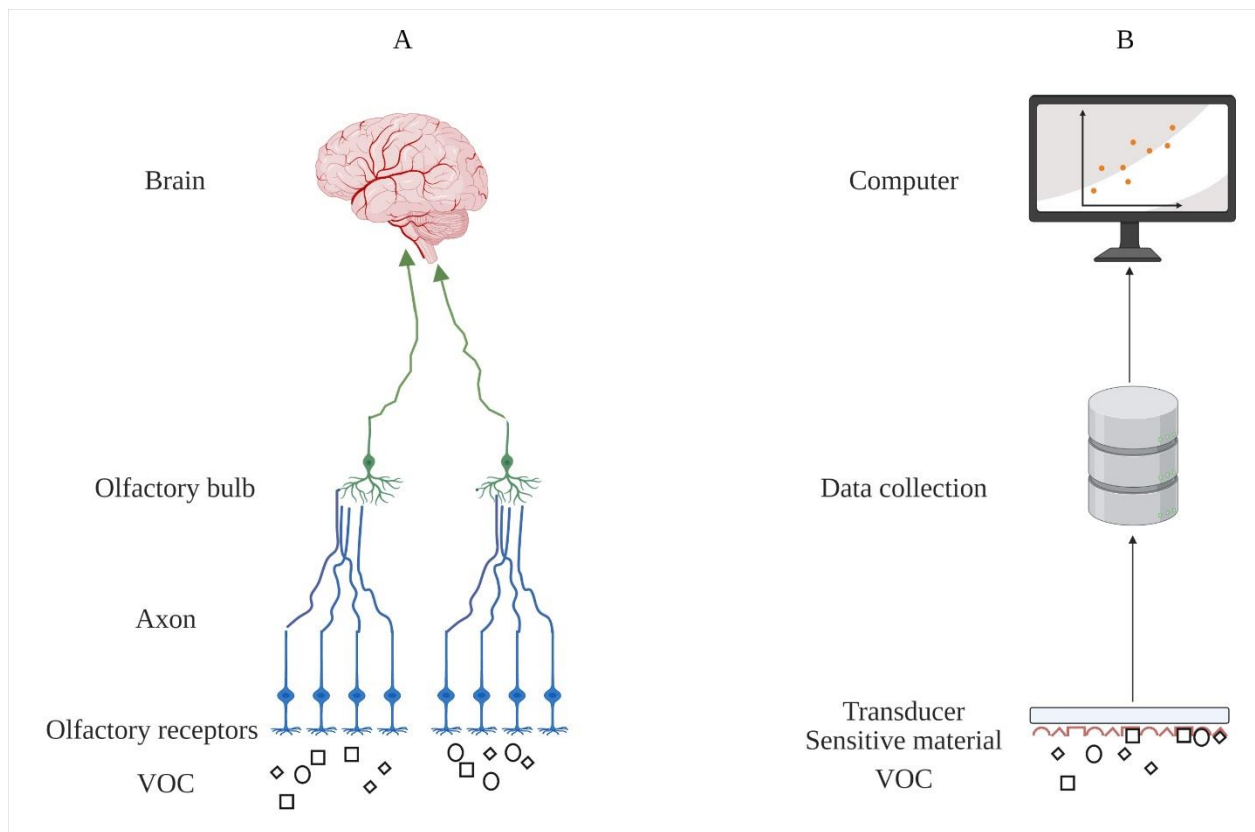 A
B
Brain
Computer
Olfactory bulb
Data collection
Axon
Olfactory receptors
Transducer
Sensitive material
VOC
VOC